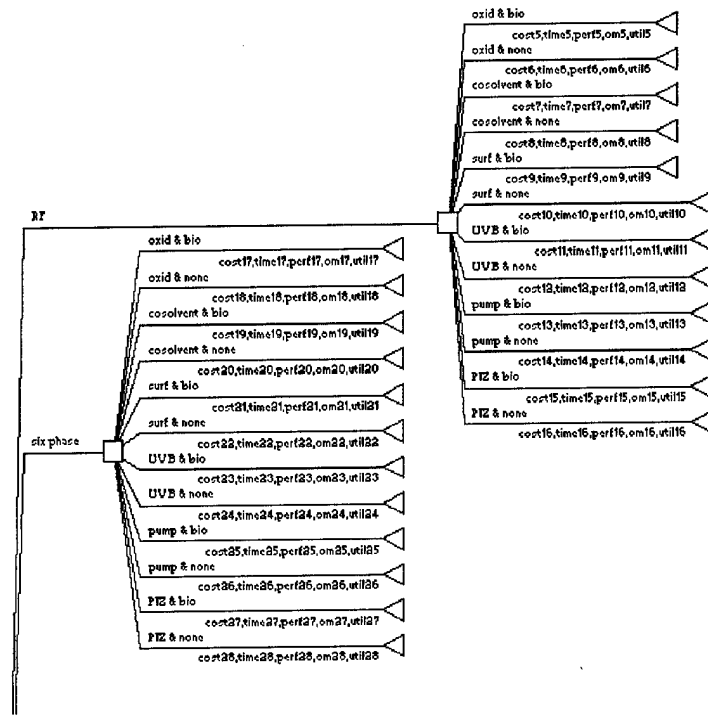 oxid & bio
cost5,time5,perf5,om5,util5
oxid & none
cost6,time6,perf6,om6,util6
cosolvent & bio
cost7,time7,perf7,om7,util7
cosolvent & none
cost8,time8,perf8,om8,util8
surf & bio
cost9,time9,perf9,om9,util9
surf & none
cost10,time10,perf10,om10,util10
UVB & bio
cost11,time11,perf11,om11,util11
UVB & none
cost12,time12,perf12,om12,util12
pump & bio
cost13,time13,perf13,om13,util13
pump & none
cost14,time14,perf14,om14,util14
PIZ & bio
cost15,time15,perf15,om15,util15
PIZ & none
cost16,time16,perf16,om16,util16
RF
oxid & bio
cost17,time17,perf17,om17,util17
oxid & none
cost18,time18,perf18,om18,util18
cosolvent & bio
cost19,time19,perf19,om19,util19
cosolvent & none
cost20,time20,perf20,om20,util20
surf & bio
cost21,time21,perf21,om21,util21
surf & none
cost22,time22,perf22,om22,util22
UVB & bio
cost23,time23,perf23,om23,util23
UVB & none
cost24,time24,perf24,om24,util24
pump & bio
cost25,time25,perf25,om25,util25
pump & none
cost26,time26,perf26,om26,util26
PIZ & bio
cost27,time27,perf27,om27,util27
PIZ & none
cost28,time28,perf28,om28,util28
six phase